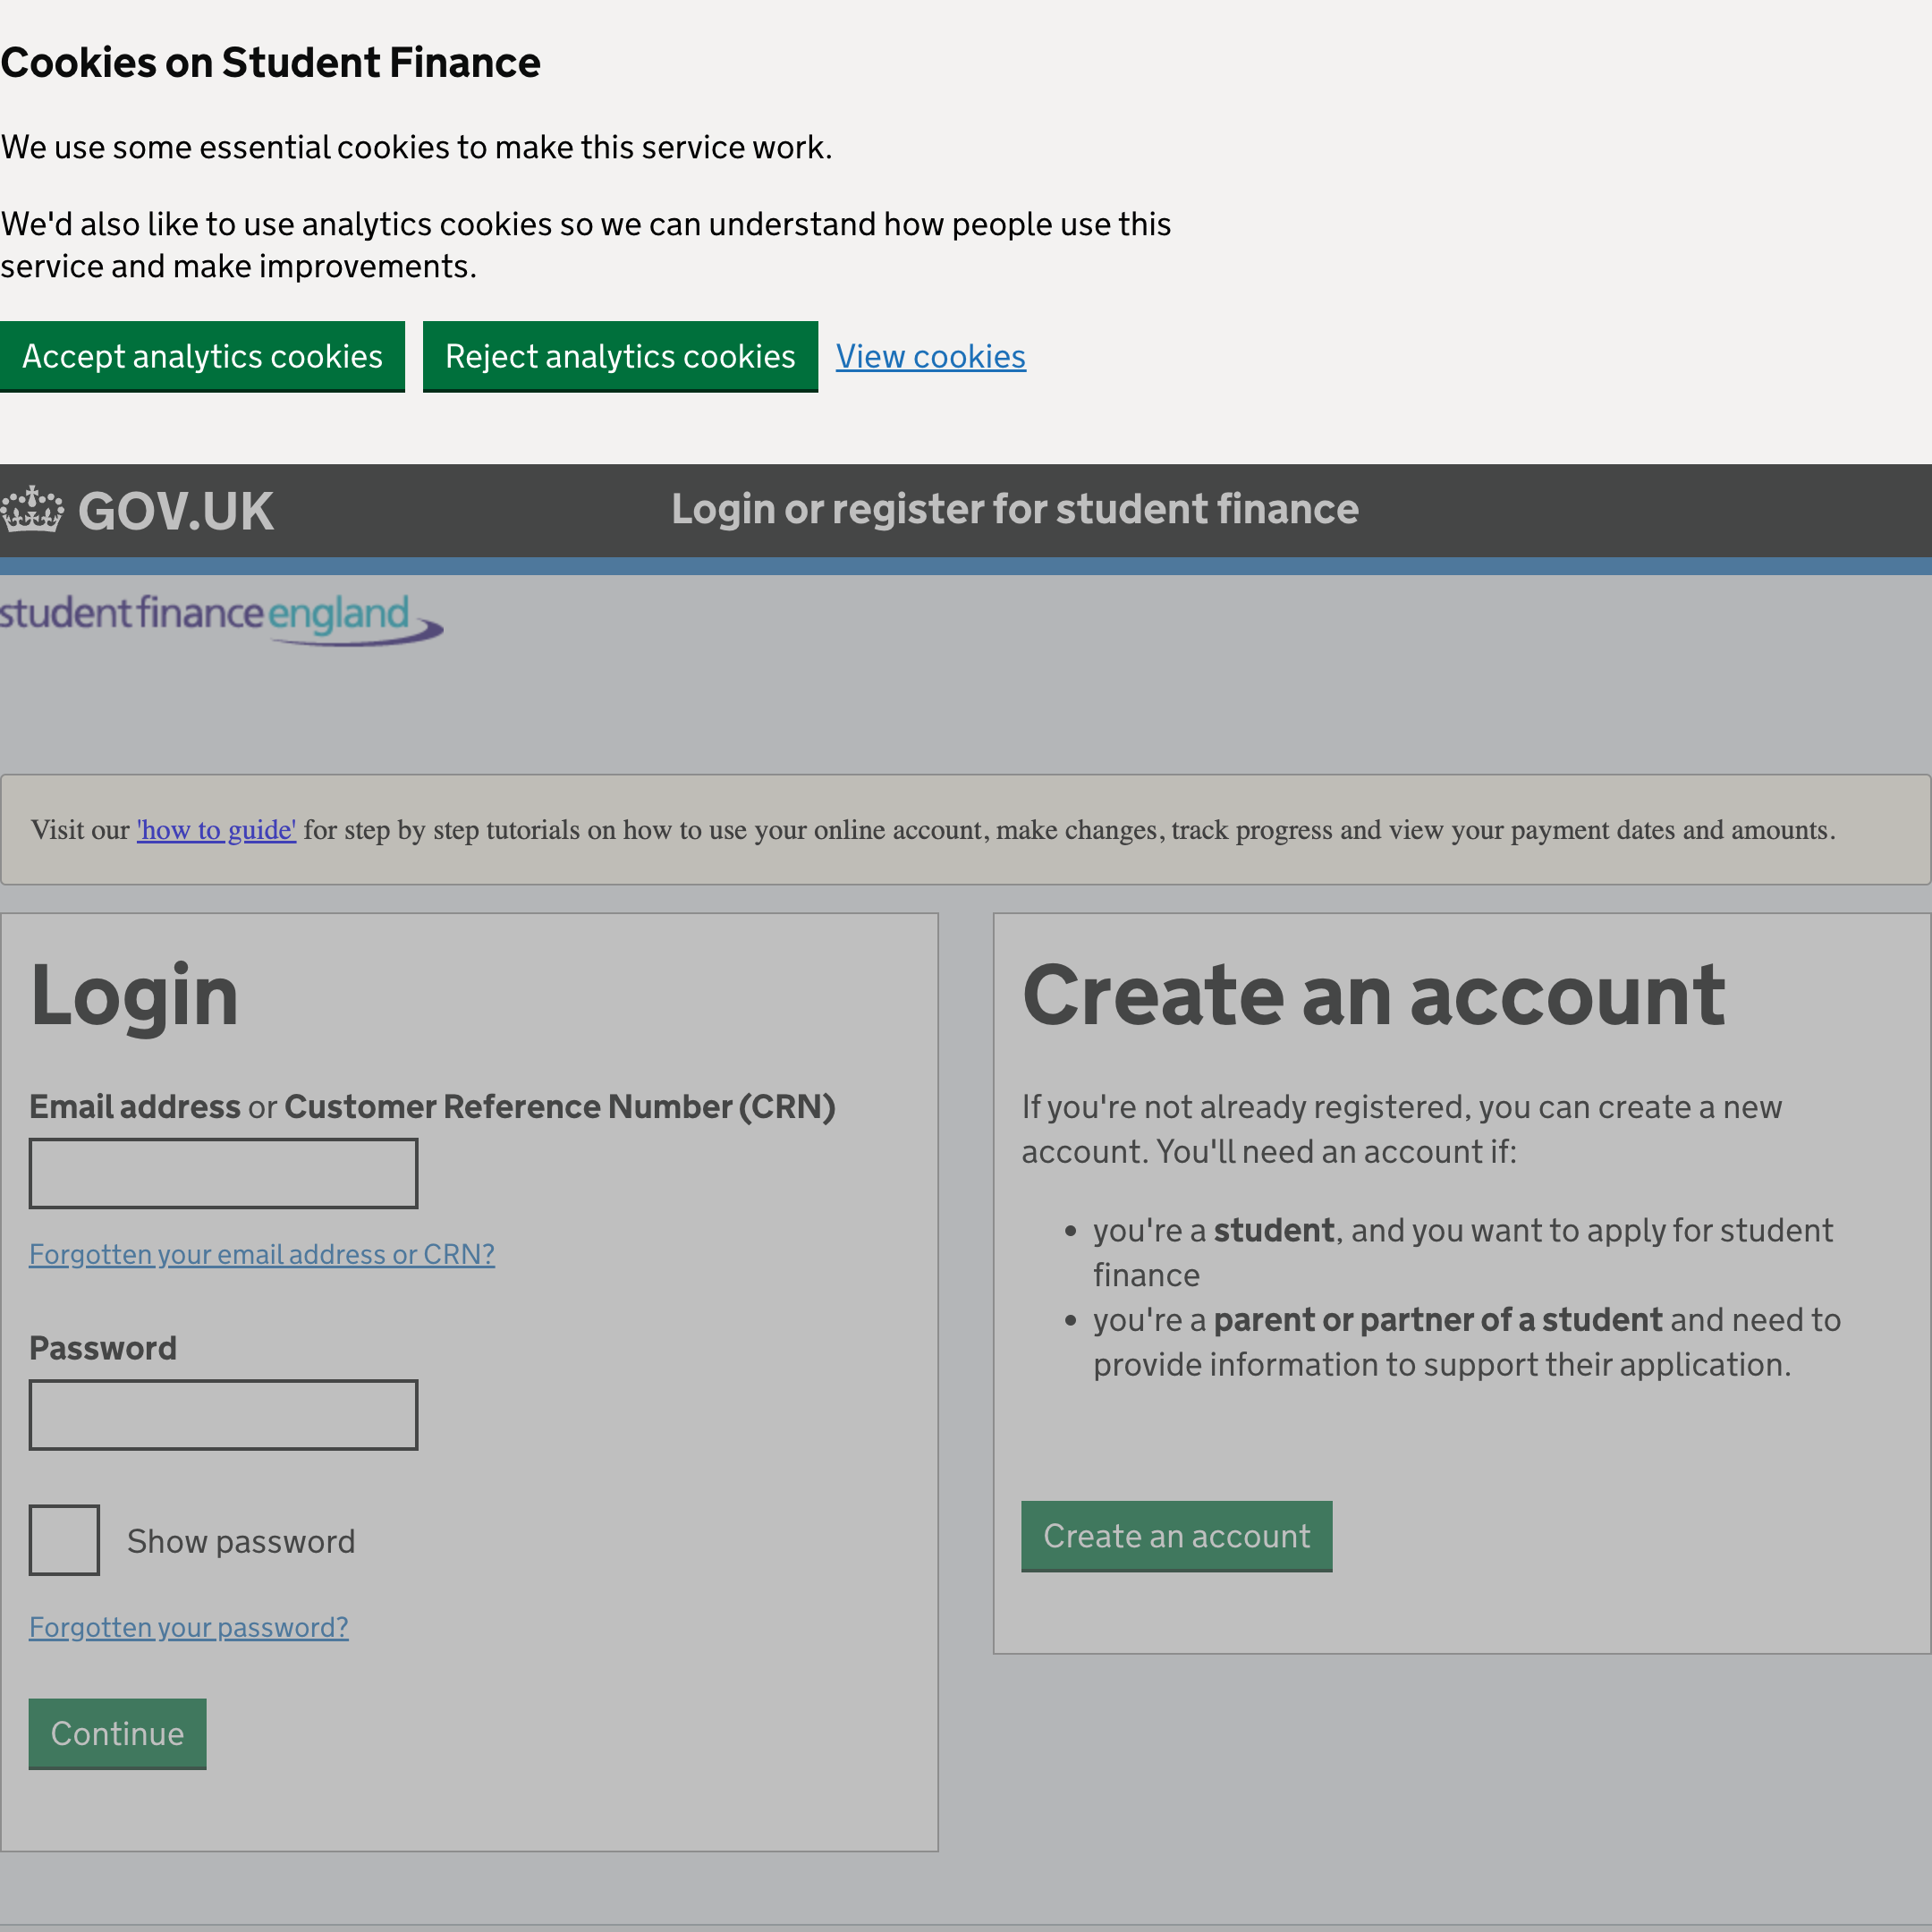 Cookies on Student Finance
We use some essential cookies to make this service work.
We'd also like to use analytics cookies so we can understand how people use this
service and make improvements.
Accept analytics cookies
Reject analytics cookies
View cookies
GOV.UK
Login or register for student finance
studentfinanceengland
Visit our 'how to guide' for step by step tutorials on how to use your online account, make changes, track progress and view your payment dates and amounts.
Login
Email address or Customer Reference Number (CRN)
Forgotten your email address or CRN?
Password
Show password
Forgotten your password?
Continue
Create an account
If you're not already registered, you can create a new
account. You'll need an account if:
• you're a student, and you want to apply for student
finance
• you're a parent or partner of a student and need to
provide information to support their application.
Create an account